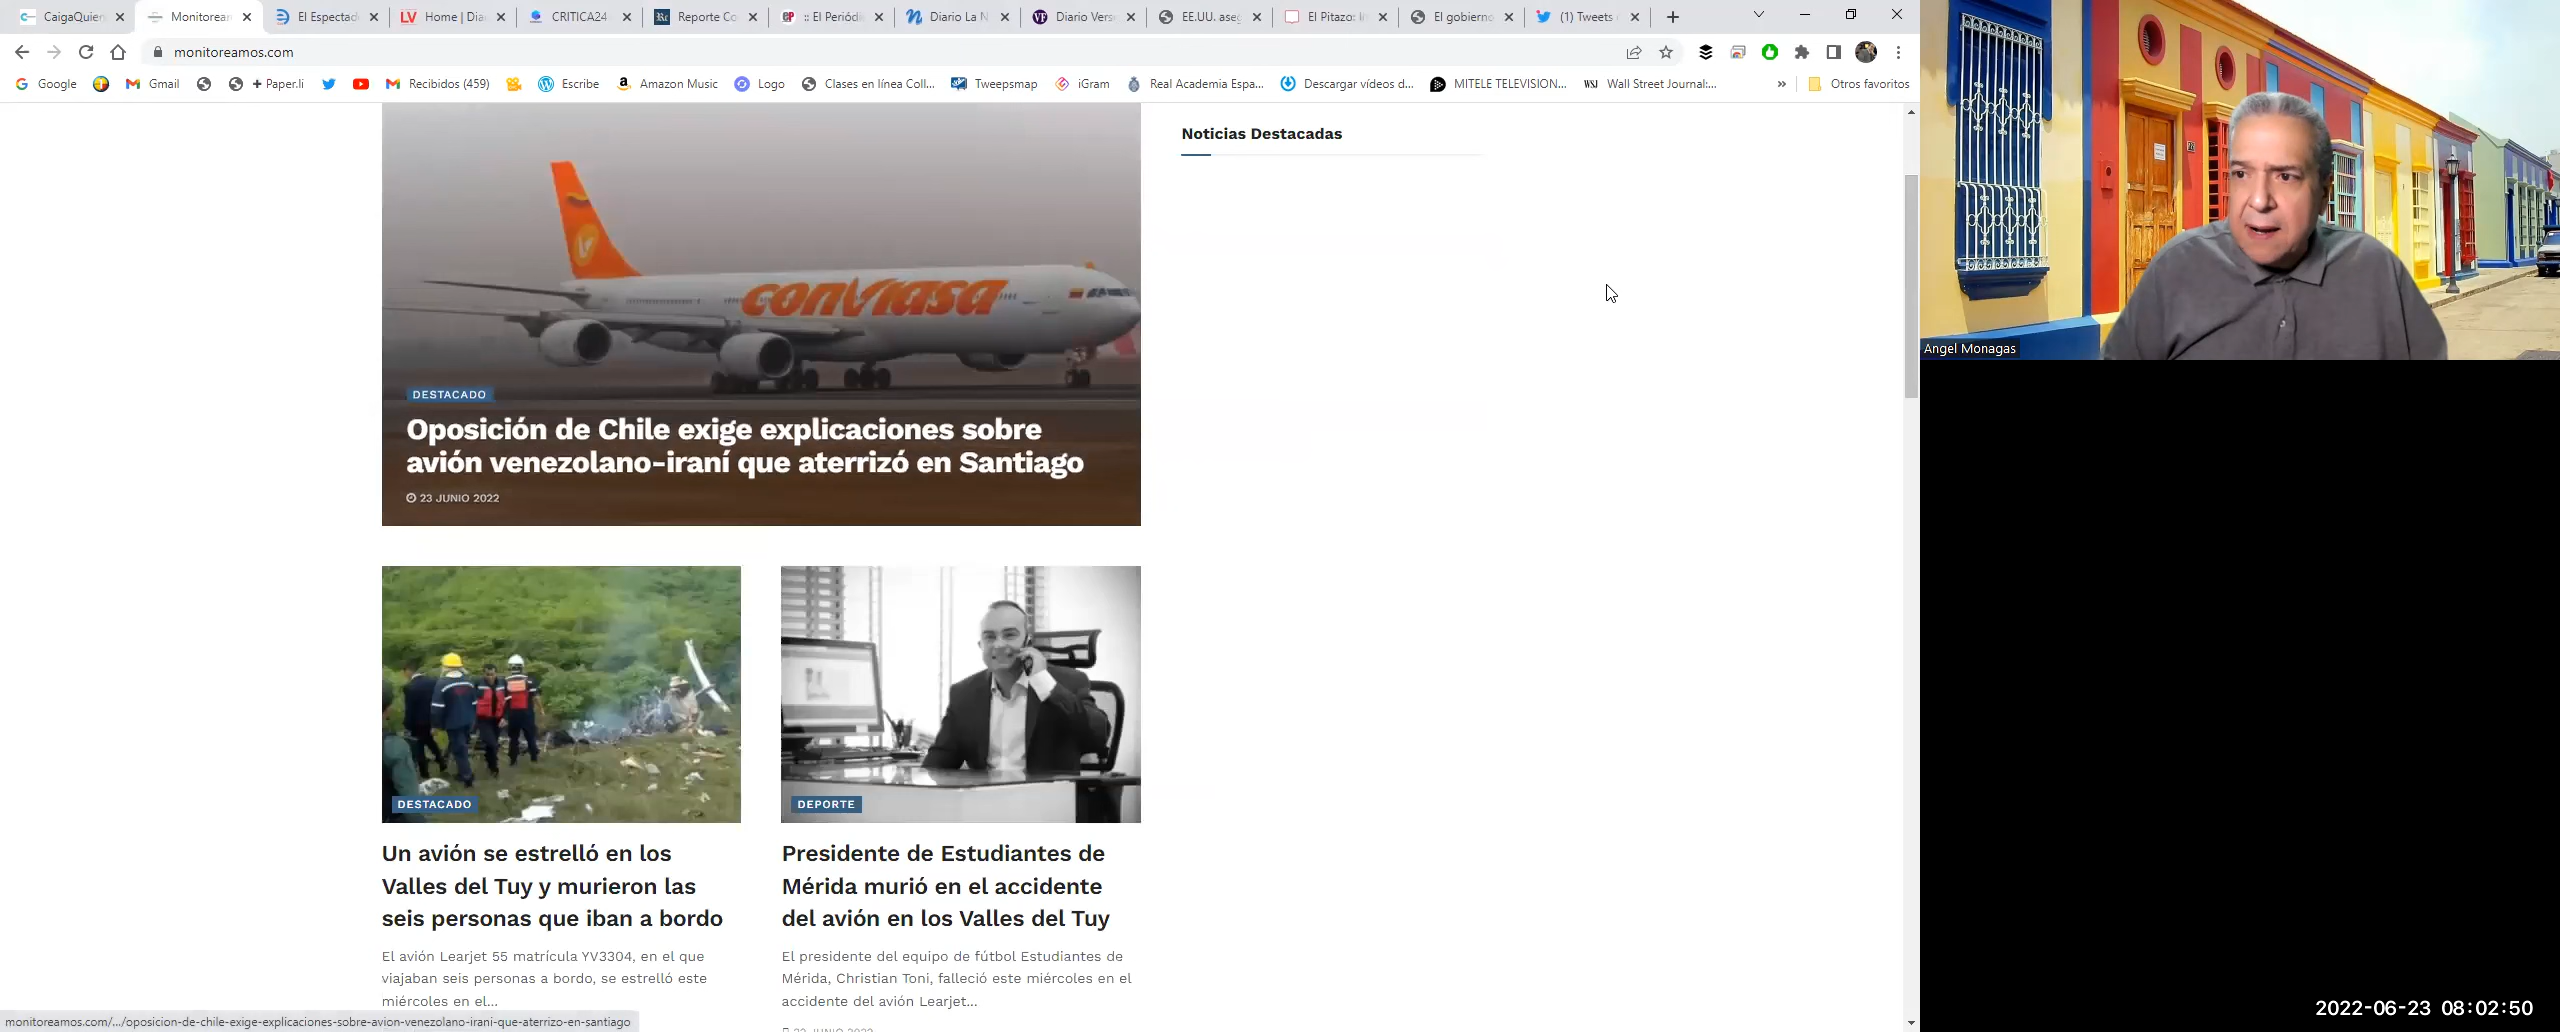 CaigaQuien
Monitorean
El Espectad
Home | Dia
CRITICA24
Reporte Co
:: El Periódi
Diario La N
Diario Vers
EE.UU. aseg
El Pitazo: li
El gobierno
(1) Tweets
monitoreamos.com
Google
Gmail
+ Paper.li
Recibidos (459)
Escribe
Amazon Music
Logo
Clases en línea Coll...
Tweepsmap
iGram
Real Academia Espa...
Descargar vídeos d...
MITELE TELEVISION...
WSJ Wall Street Journal:...
»
Otros favoritos
conviasa
Noticias Destacadas
DESTACADO
Oposición de Chile exige explicaciones sobre
avión venezolano-iraní que aterrizó en Santiago
23 JUNIO 2022
Angel Monagas
DESTACADO
Un avión se estrelló en los
Valles del Tuy y murieron las
seis personas que iban a bordo
El avión Learjet 55 matrícula YV3304, en el que
viajaban seis personas a bordo, se estrelló este
miércoles en el...
DEPORTE
Presidente de Estudiantes de
Mérida murió en el accidente
del avión en los Valles del Tuy
El presidente del equipo de fútbol Estudiantes de
Mérida, Christian Toni, falleció este miércoles en el
accidente del avión Learjet...
monitoreamos.com/.../oposicion-de-chile-exige-explicaciones-sobre-avion-venezolano-irani-que-aterrizo-en-santiago
2022-06-23 08:02:50